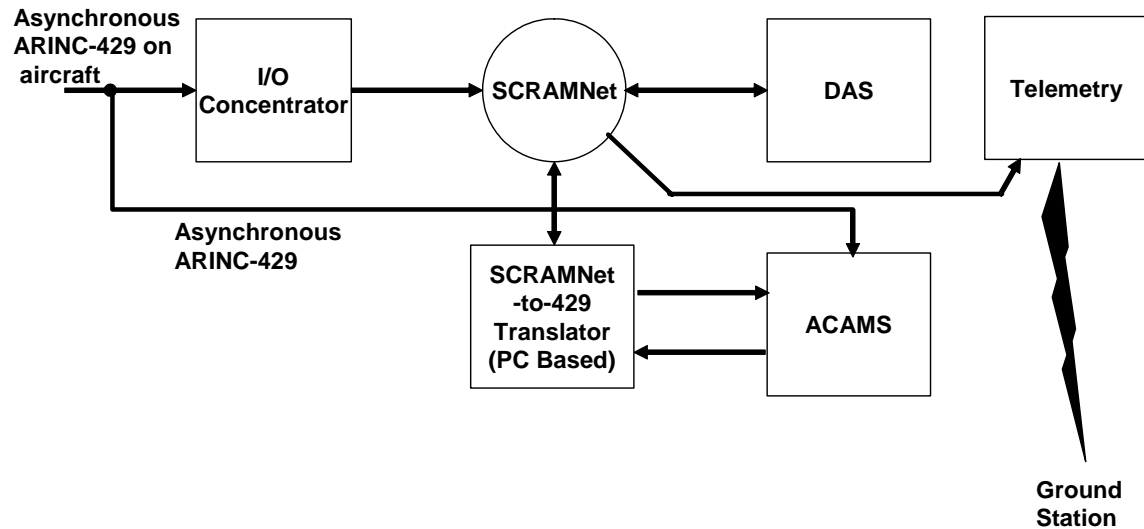 Asynchronous
ARINC-429 on
aircraft
I/O
Concentrator
SCRAMNet
DAS
Telemetry
Asynchronous
ARINC-429
SCRAMNet
-to-429
Translator
(PC Based)
ACAMS
Ground
Station